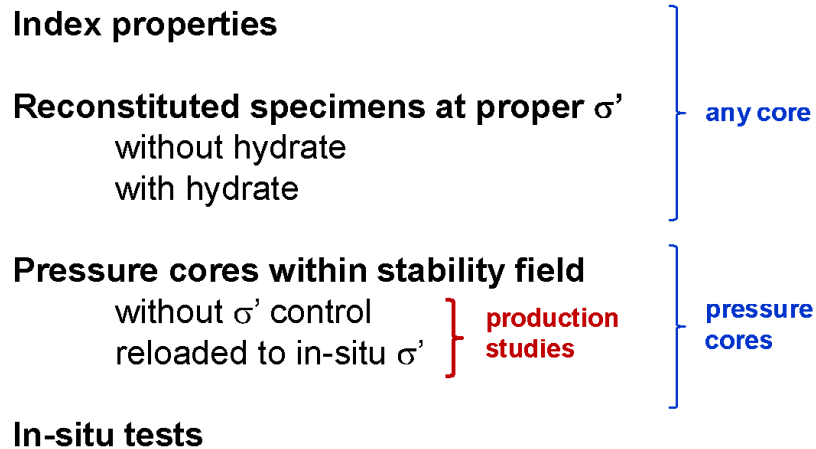 Index properties
Reconstituted specimens at proper σ'
without hydrate
with hydrate
any core
Pressure cores within stability field
without σ' control
reloaded to in-situ σ'
production
studies
pressure
cores
In-situ tests